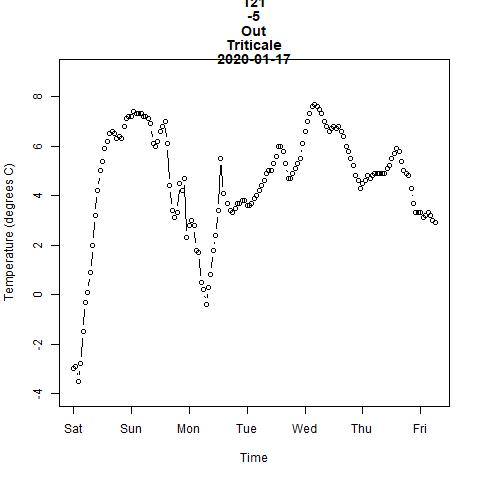 121
-5
Out
Triticale
2020-01-17
Temperature (degrees C)
8
6
4
2
0
-2
-4
Sat Sun Mon Tue Wed Thu Fri
Time